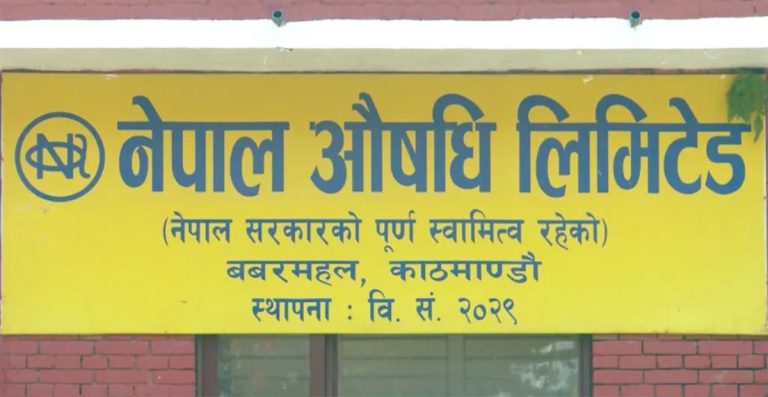 नेपाल औषधि लिमिटेड
(नेपाल सरकारको पूर्ण स्वामित्व रहेको)
बबरमहल, काठमाण्डौ
स्थापना : वि. सं. २०२९